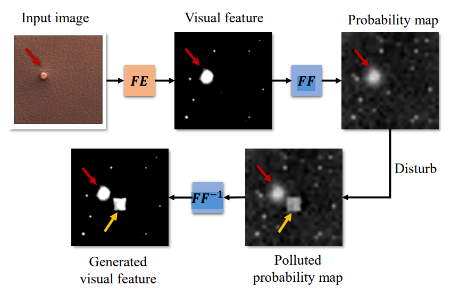 Input image
Visual feature
Probability map
FE
FF
Disturb
FF⁻¹
Generated
visual feature
Polluted
probability map